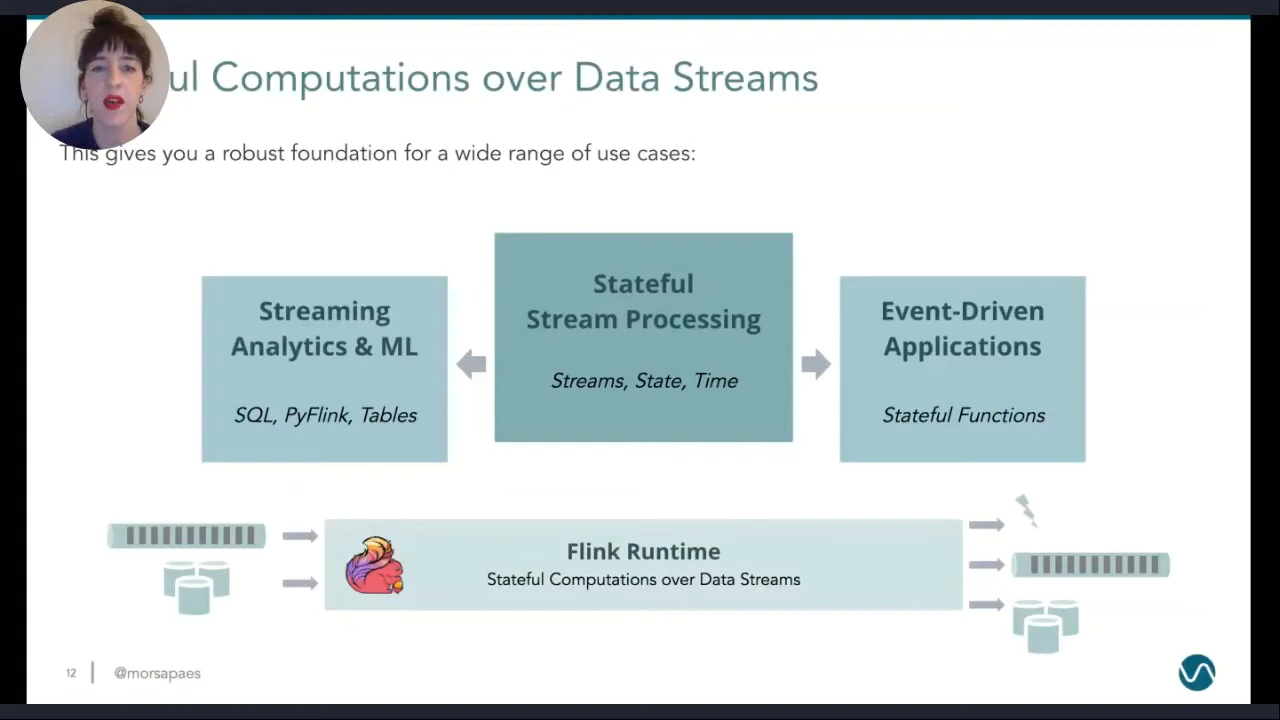 ul Computations over Data Streams
This gives you a robust foundation for a wide range of use cases:
Streaming
Analytics & ML
SQL, PyFlink, Tables
Stateful
Stream Processing
Streams, State, Time
Event-Driven
Applications
Stateful Functions
Flink Runtime
Stateful Computations over Data Streams
12
@morsapaes